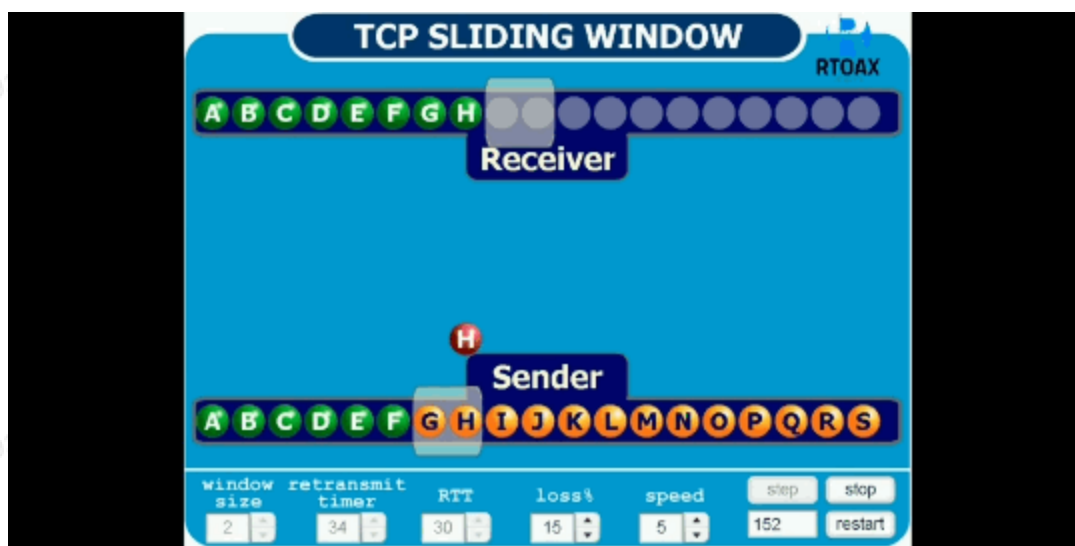 TCP SLIDING WINDOW
RTOAX
A B C D E F G H
Receiver
H
Sender
A B C D E F G H I J K L M N O P Q R S
window size
retransmit timer
RTT
loss%
speed
step
stop
2
34
30
15
5
152
restart